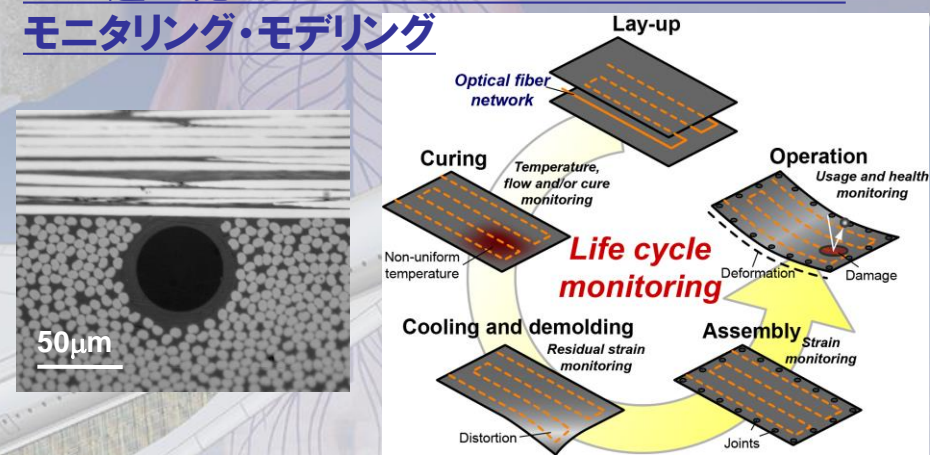 モニタリング・モデリング
Lay-up
Optical fiber
network
Curing
Temperature,
flow and/or cure
monitoring
Non-uniform
temperature
Operation
Usage and health
monitoring
Life cycle
monitoring
Deformation
Damage
50μm
Cooling and demolding
Residual strain
monitoring
Distortion
Assembly
Strain
monitoring
Joints